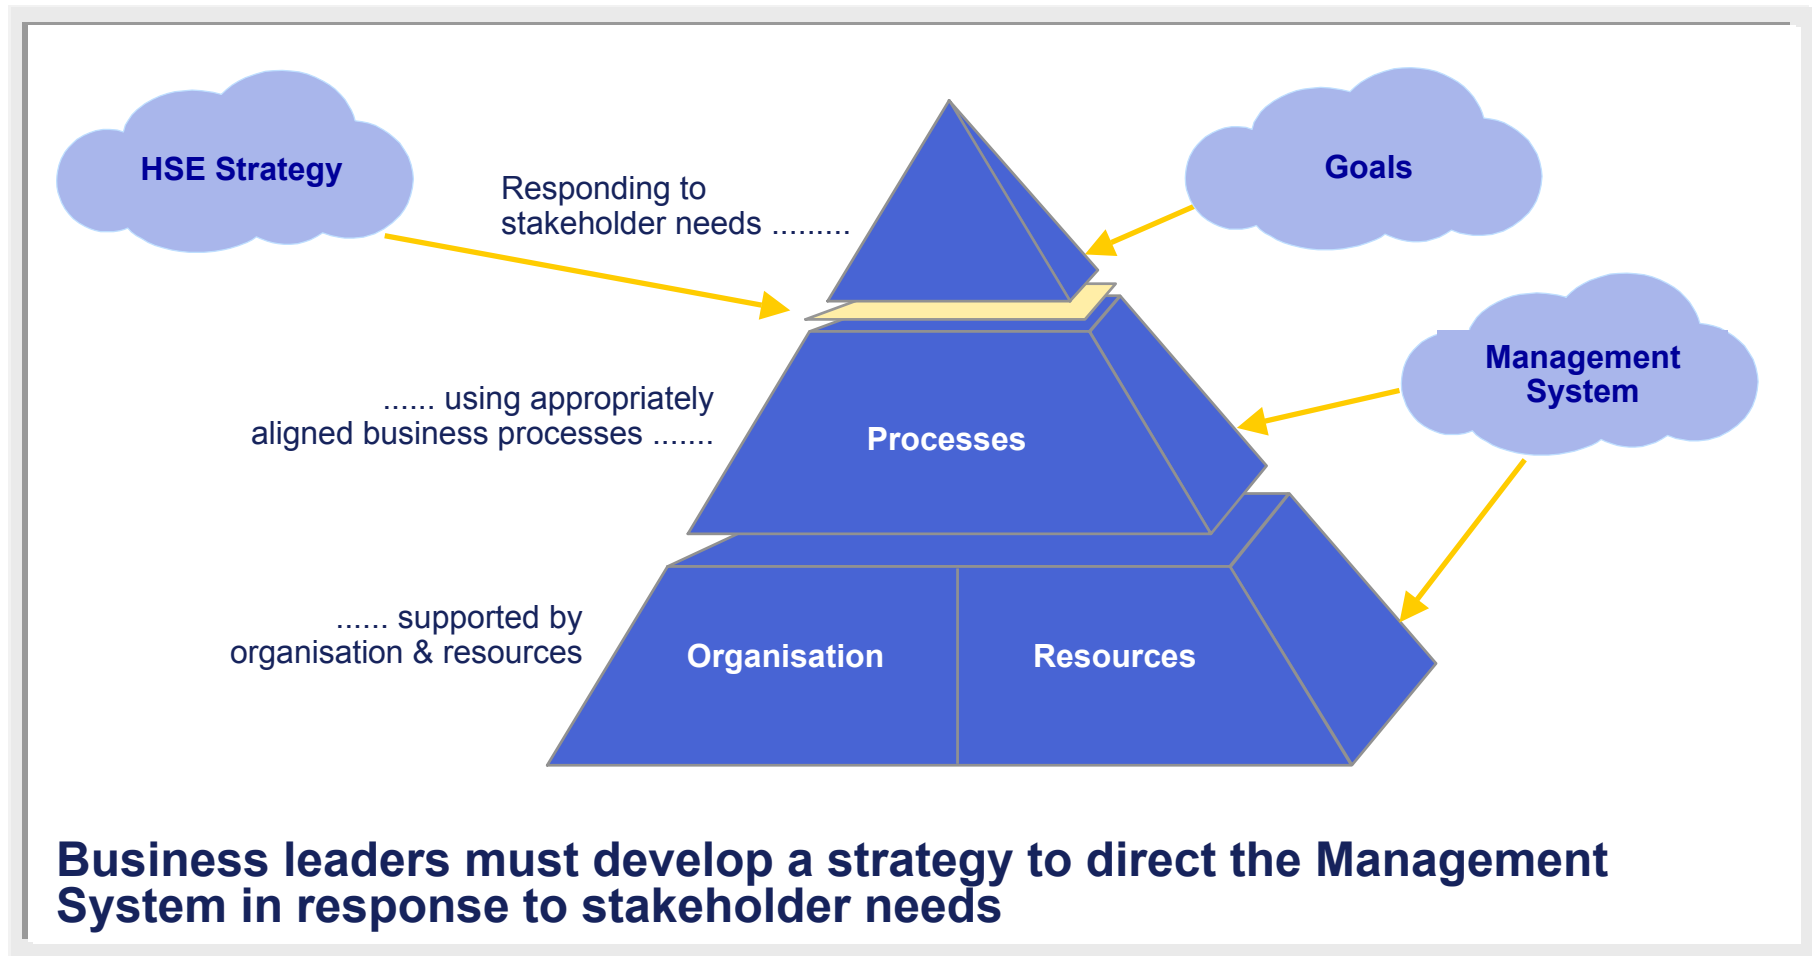 HSE Strategy
Goals
Responding to
stakeholder needs .........
Management
System
...... using appropriately
aligned business processes .......
Processes
...... supported by
organisation & resources
Organisation
Resources
Business leaders must develop a strategy to direct the Management
System in response to stakeholder needs